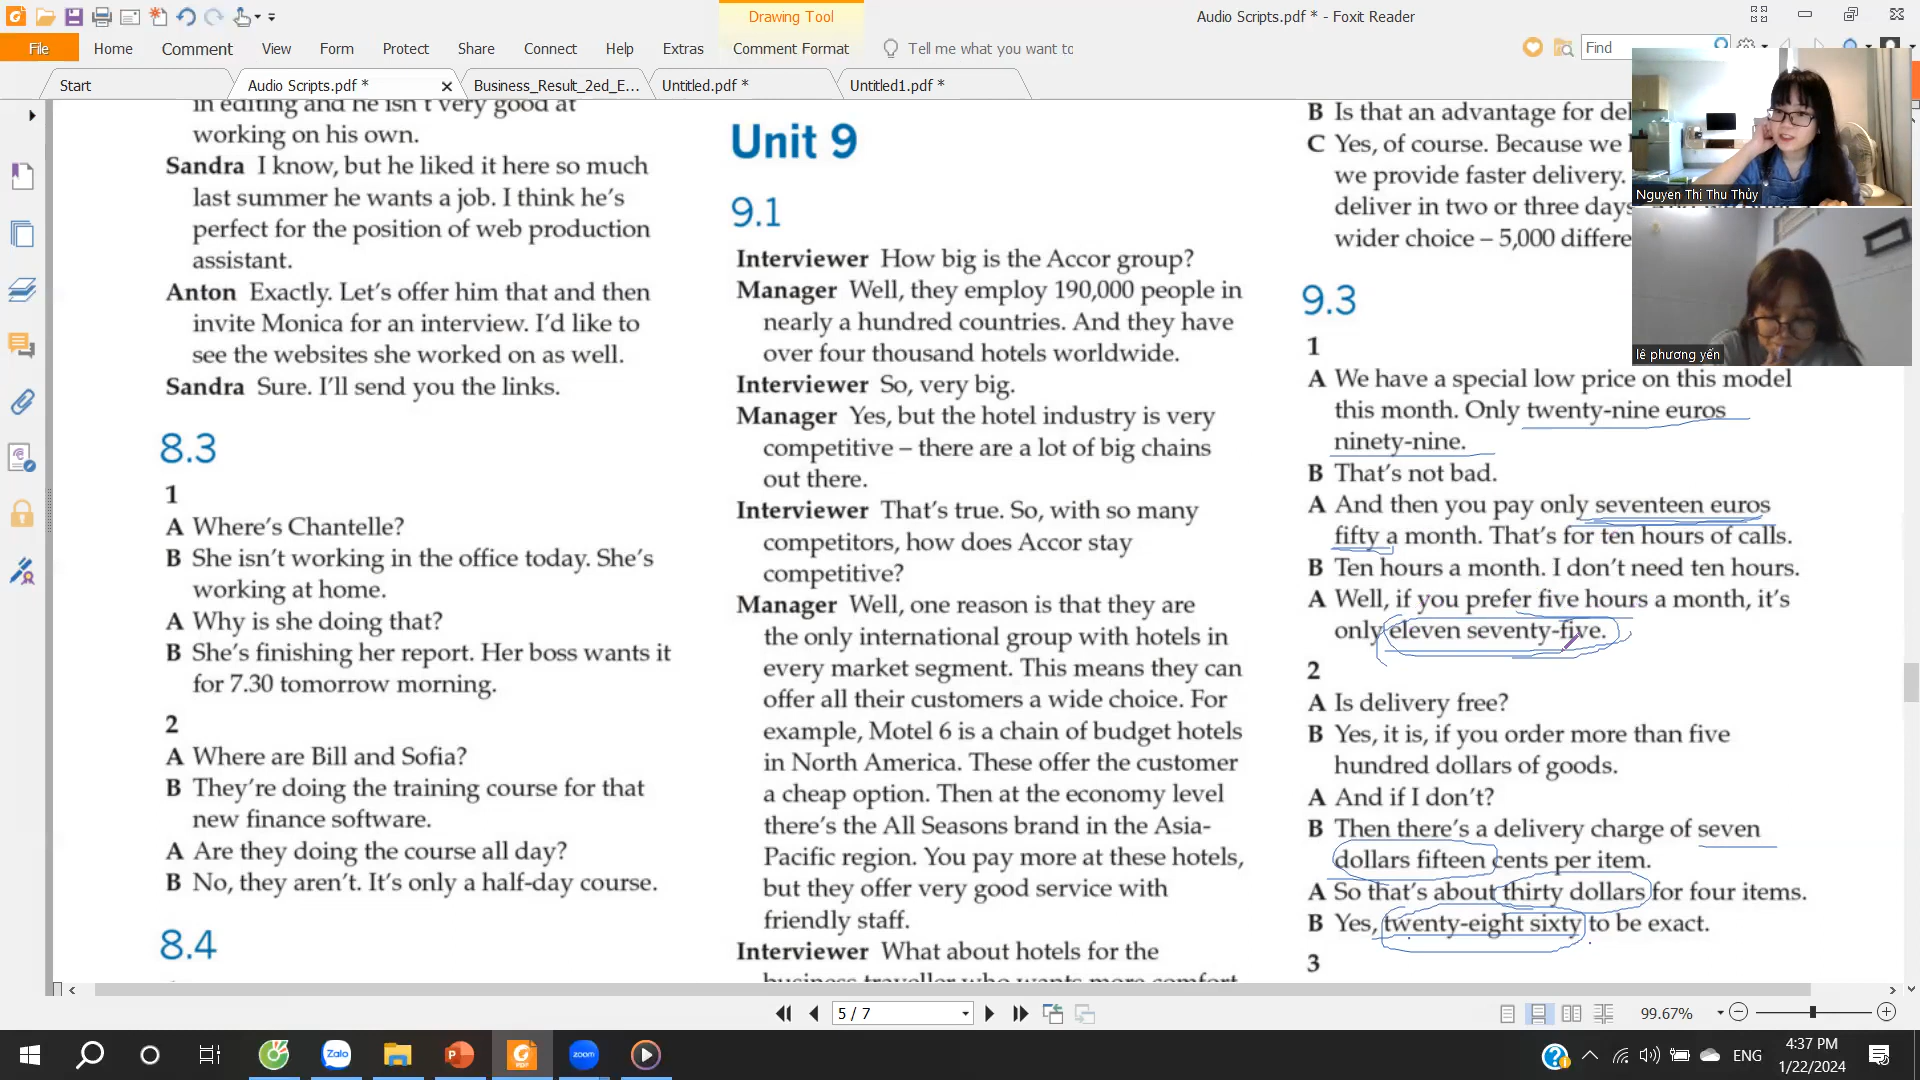 Drawing Tool
Audio Scripts.pdf * - Foxit Reader
File
Home
Comment
View
Form
Protect
Share
Connect
Help
Extras
Comment Format
Tell me what you want to
Find
Start
Audio Scripts.pdf *
Business_Result_2ed_E...
Untitled.pdf *
Untitled1.pdf *
in editing and he isn't very good at
working on his own.
Sandra I know, but he liked it here so much
last summer he wants a job. I think he's
perfect for the position of web production
assistant.
Anton Exactly. Let's offer him that and then
invite Monica for an interview. I'd like to
see the websites she worked on as well.
Sandra Sure. I'll send you the links.
8.3
1
A Where's Chantelle?
B She isn't working in the office today. She's
working at home.
A Why is she doing that?
B She's finishing her report. Her boss wants it
for 7.30 tomorrow morning.
2
A Where are Bill and Sofia?
B They're doing the training course for that
new finance software.
A Are they doing the course all day?
B No, they aren't. It's only a half-day course.
8.4
Unit 9
9.1
Interviewer How big is the Accor group?
Manager Well, they employ 190,000 people in
nearly a hundred countries. And they have
over four thousand hotels worldwide.
Interviewer So, very big.
Manager Yes, but the hotel industry is very
competitive – there are a lot of big chains
out there.
Interviewer That's true. So, with so many
competitors, how does Accor stay
competitive?
Manager Well, one reason is that they are
the only international group with hotels in
every market segment. This means they can
offer all their customers a wide choice. For
example, Motel 6 is a chain of budget hotels
in North America. These offer the customer
a cheap option. Then at the economy level
there's the All Seasons brand in the Asia-
Pacific region. You pay more at these hotels,
but they offer very good service with
friendly staff.
Interviewer What about hotels for the
business traveller who wants more comfort
B Is that an advantage for del
C Yes, of course. Because we
we provide faster delivery.
deliver in two or three days
wider choice – 5,000 differe
9.3
1
A We have a special low price on this model
this month. Only twenty-nine euros
ninety-nine.
B That's not bad.
A And then you pay only seventeen euros
fifty a month. That's for ten hours of calls.
B Ten hours a month. I don't need ten hours.
A Well, if you prefer five hours a month, it's
only eleven seventy-five.
2
A Is delivery free?
B Yes, it is, if you order more than five
hundred dollars of goods.
A And if I don't?
B Then there's a delivery charge of seven
dollars fifteen cents per item.
A So that's about thirty dollars for four items.
B Yes, twenty-eight sixty to be exact.
3
Nguyen Thị Thu Thủy
lê phương yến
5 / 7
99.67%
Zalo
zoom
ENG
4:37 PM
1/22/2024